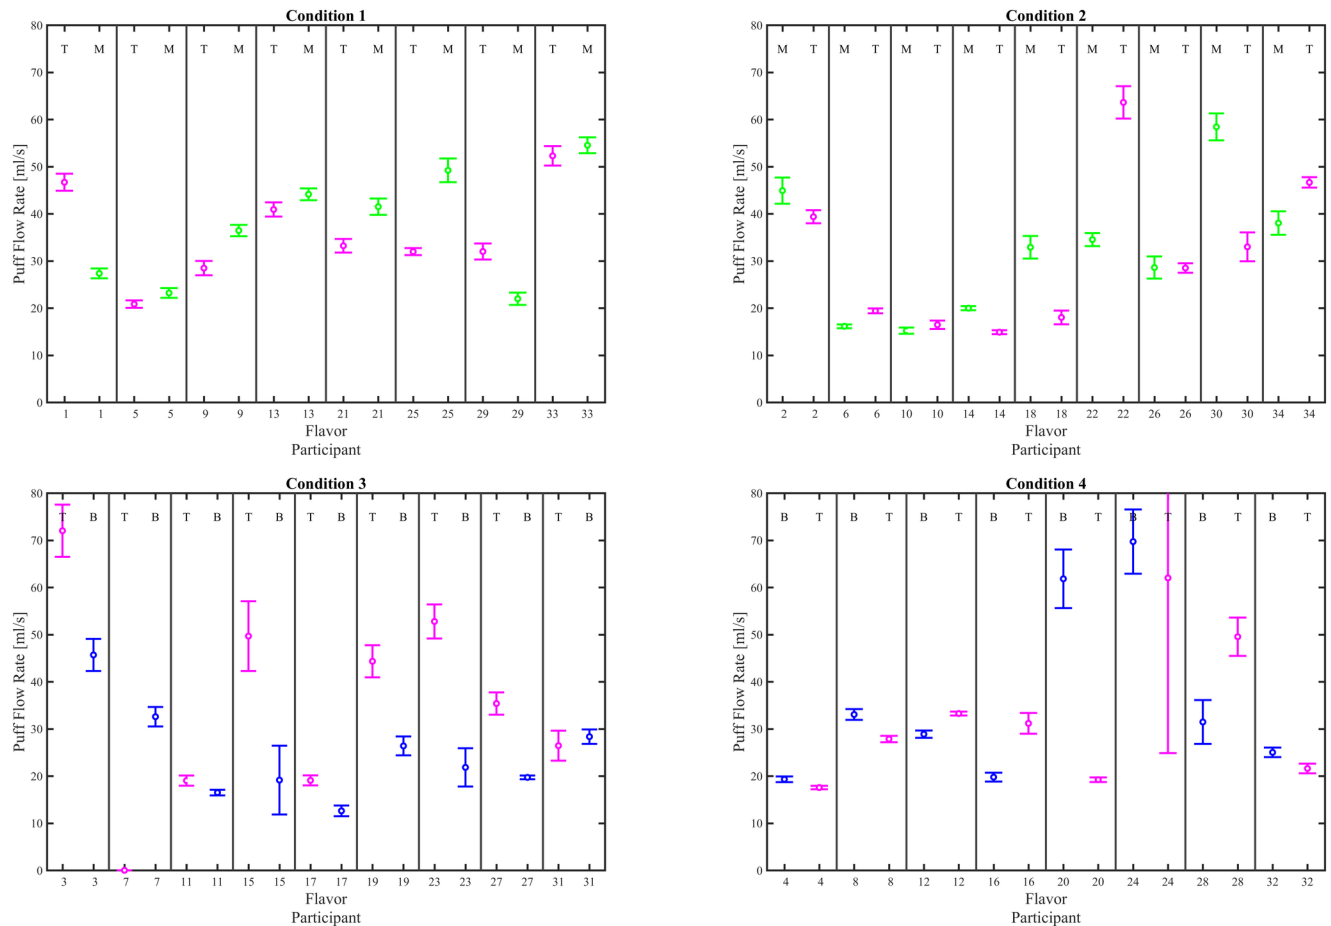 Condition 1
80
T M T M T M T M T M T M T M T M
70
60
50
40
30
20
10
0
Puff Flow Rate [ml/s]
1 1 5 5 9 9 13 13 21 21 25 25 29 29 33 33
Flavor
Participant
Condition 2
80
M T M T M T M T M T M T M T M T M T
70
60
50
40
30
20
10
0
Puff Flow Rate [ml/s]
2 2 6 6 10 10 14 14 18 18 22 22 26 26 30 30 34 34
Flavor
Participant
Condition 3
80
T B T B T B T B T B T B T B T B T B
70
60
50
40
30
20
10
0
Puff Flow Rate [ml/s]
3 3 7 7 11 11 15 15 17 17 19 19 23 23 27 27 31 31
Flavor
Participant
Condition 4
80
B T B T B T B T B T B T B T B T
70
60
50
40
30
20
10
0
Puff Flow Rate [ml/s]
4 4 8 8 12 12 16 16 20 20 24 24 28 28 32 32
Flavor
Participant